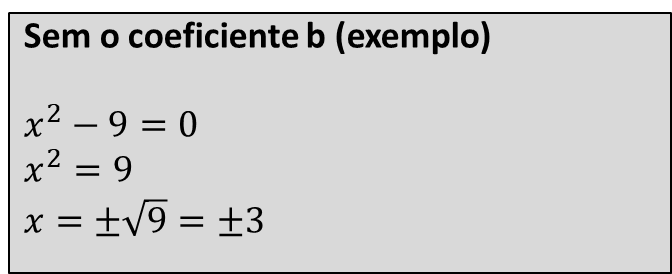 Sem o coeficiente b (exemplo)
x² − 9 = 0
x² = 9
x = ±√9 = ±3